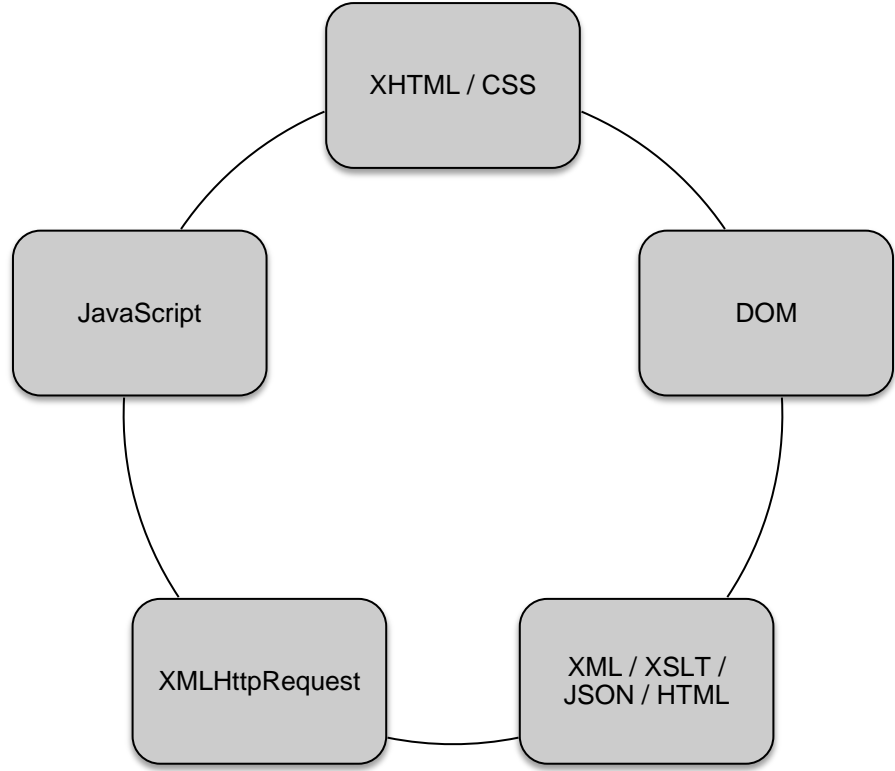 XHTML / CSS
JavaScript
DOM
XMLHttpRequest
XML / XSLT /
JSON / HTML